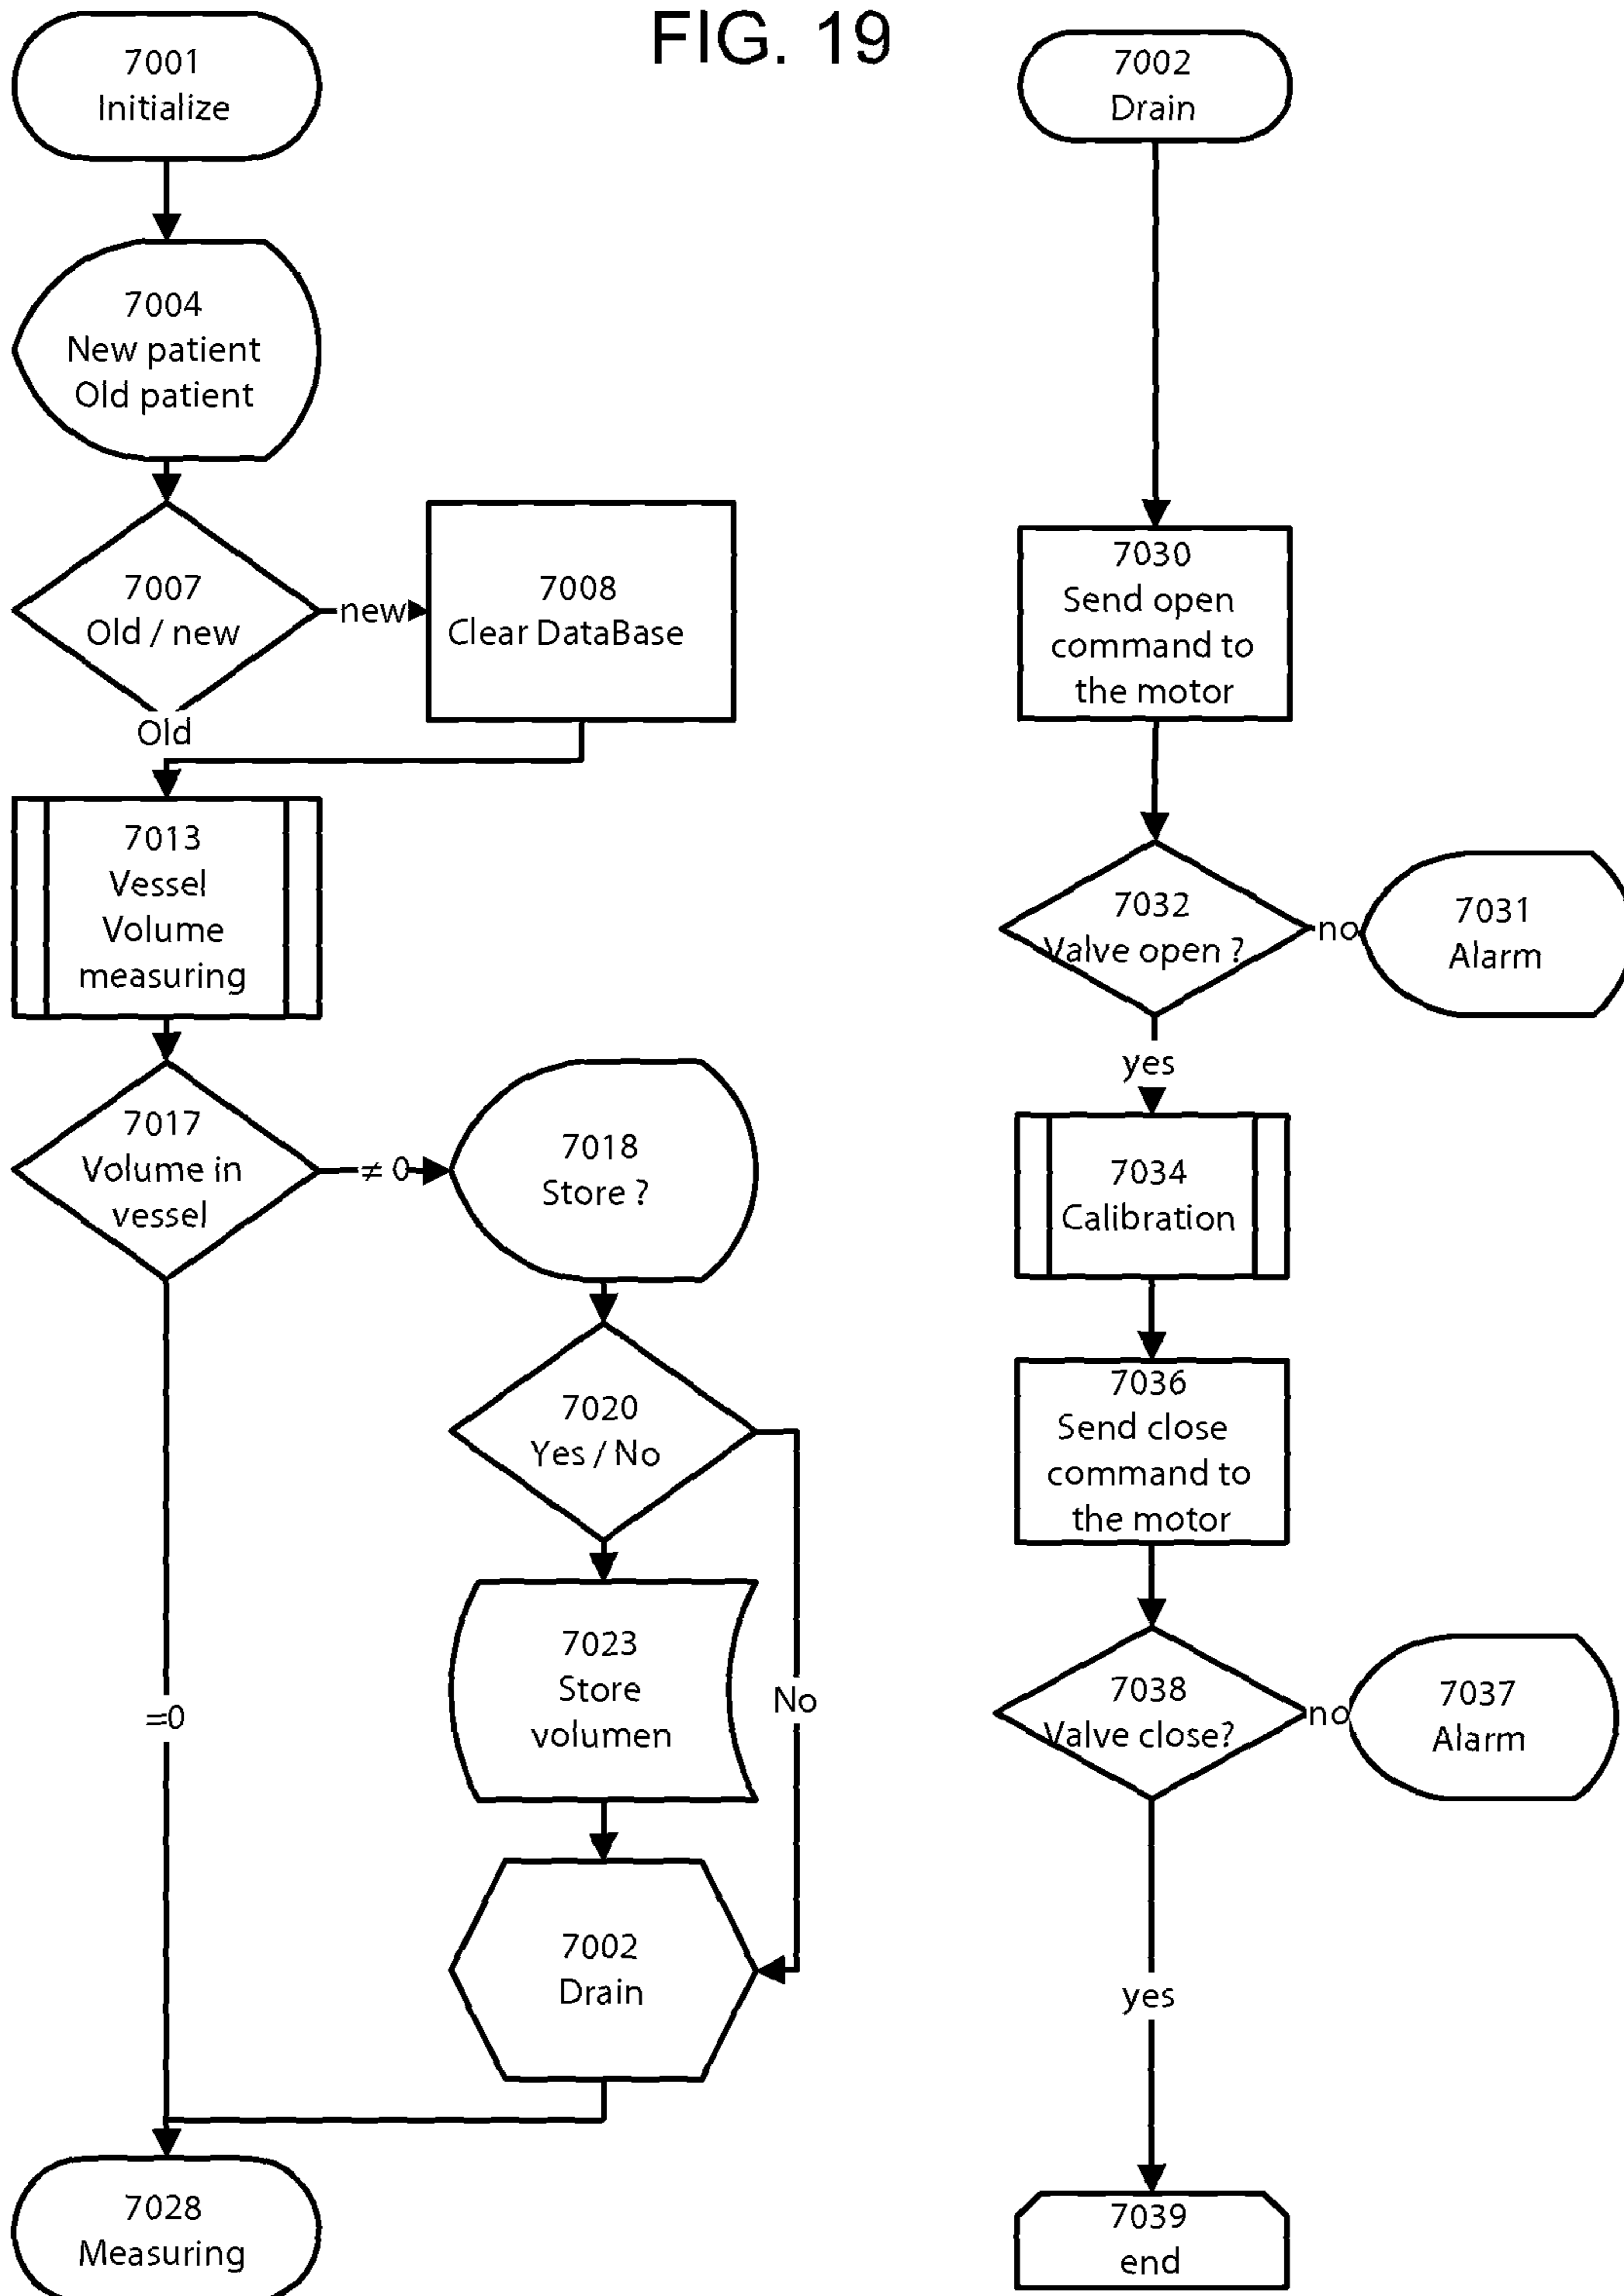 FIG. 19
7001
Initialize
7004
New patient
Old patient
7007
Old / new
new
7008
Clear DataBase
Old
7013
Vessel
Volume
measuring
7017
Volume in
vessel
≠ 0
7018
Store ?
7020
Yes / No
7023
Store
volumen
No
=0
7002
Drain
7028
Measuring
7002
Drain
7030
Send open
command to
the motor
7032
Valve open ?
no
7031
Alarm
yes
7034
Calibration
7036
Send close
command to
the motor
7038
Valve close?
no
7037
Alarm
yes
7039
end